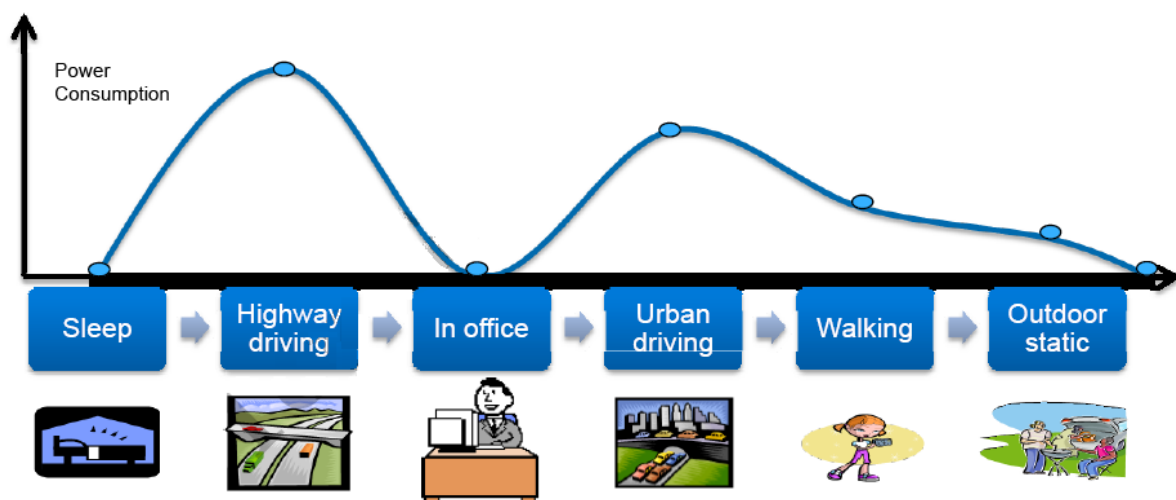 Power
Consumption
Sleep
Highway
driving
In office
Urban
driving
Walking
Outdoor
static